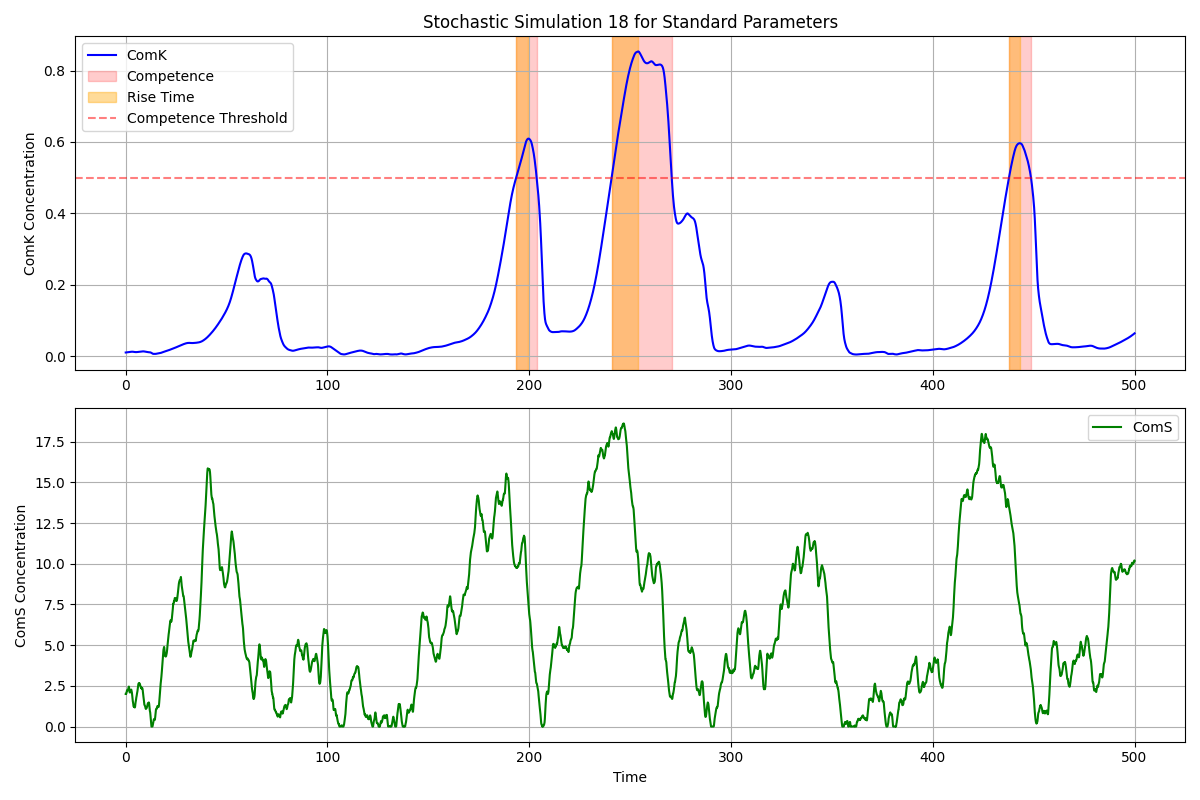 Stochastic Simulation 18 for Standard Parameters
ComK
Competence
Rise Time
Competence Threshold
ComK Concentration
0.8
0.6
0.4
0.2
0.0
0 100 200 300 400 500
ComS
ComS Concentration
17.5
15.0
12.5
10.0
7.5
5.0
2.5
0.0
0 100 200 300 400 500
Time